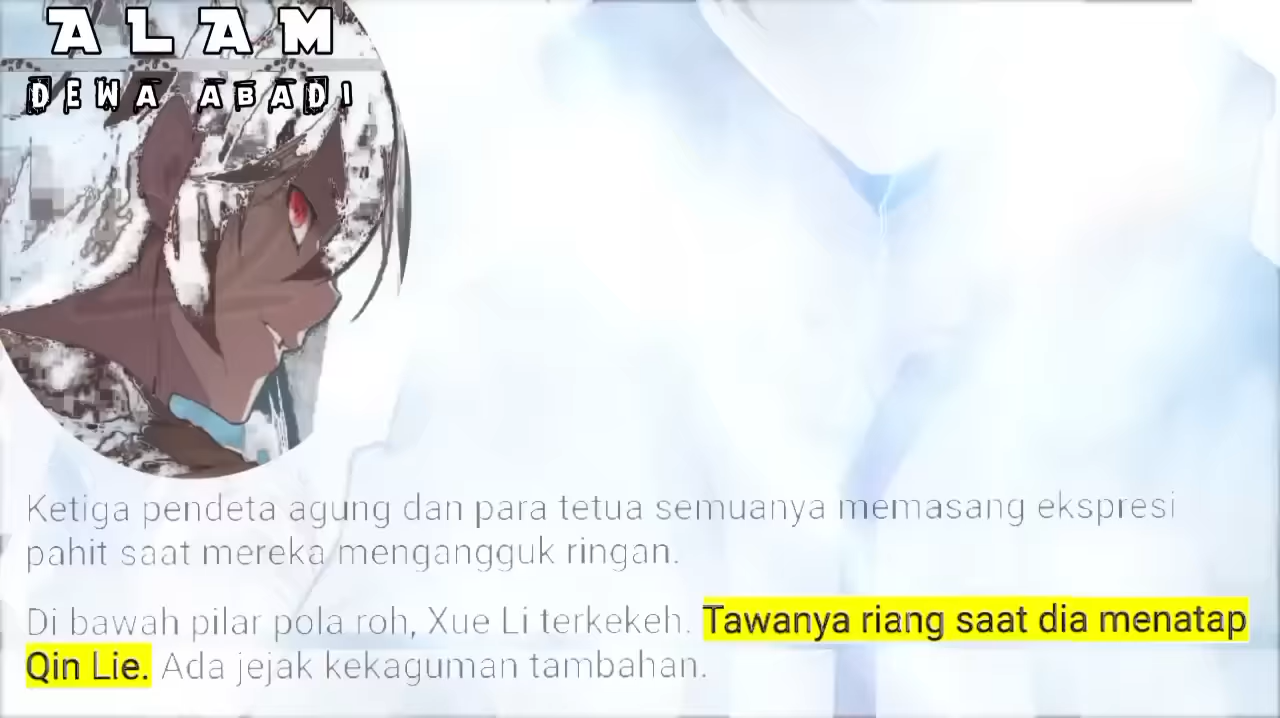 ALAM
DEWA ABADI
Ketiga pendeta agung dan para tetua semuanya memasang ekspresi
pahit saat mereka mengangguk ringan.
Di bawah pilar pola roh, Xue Li terkekeh. Tawanya riang saat dia menatap
Qin Lie. Ada jejak kekaguman tambahan.